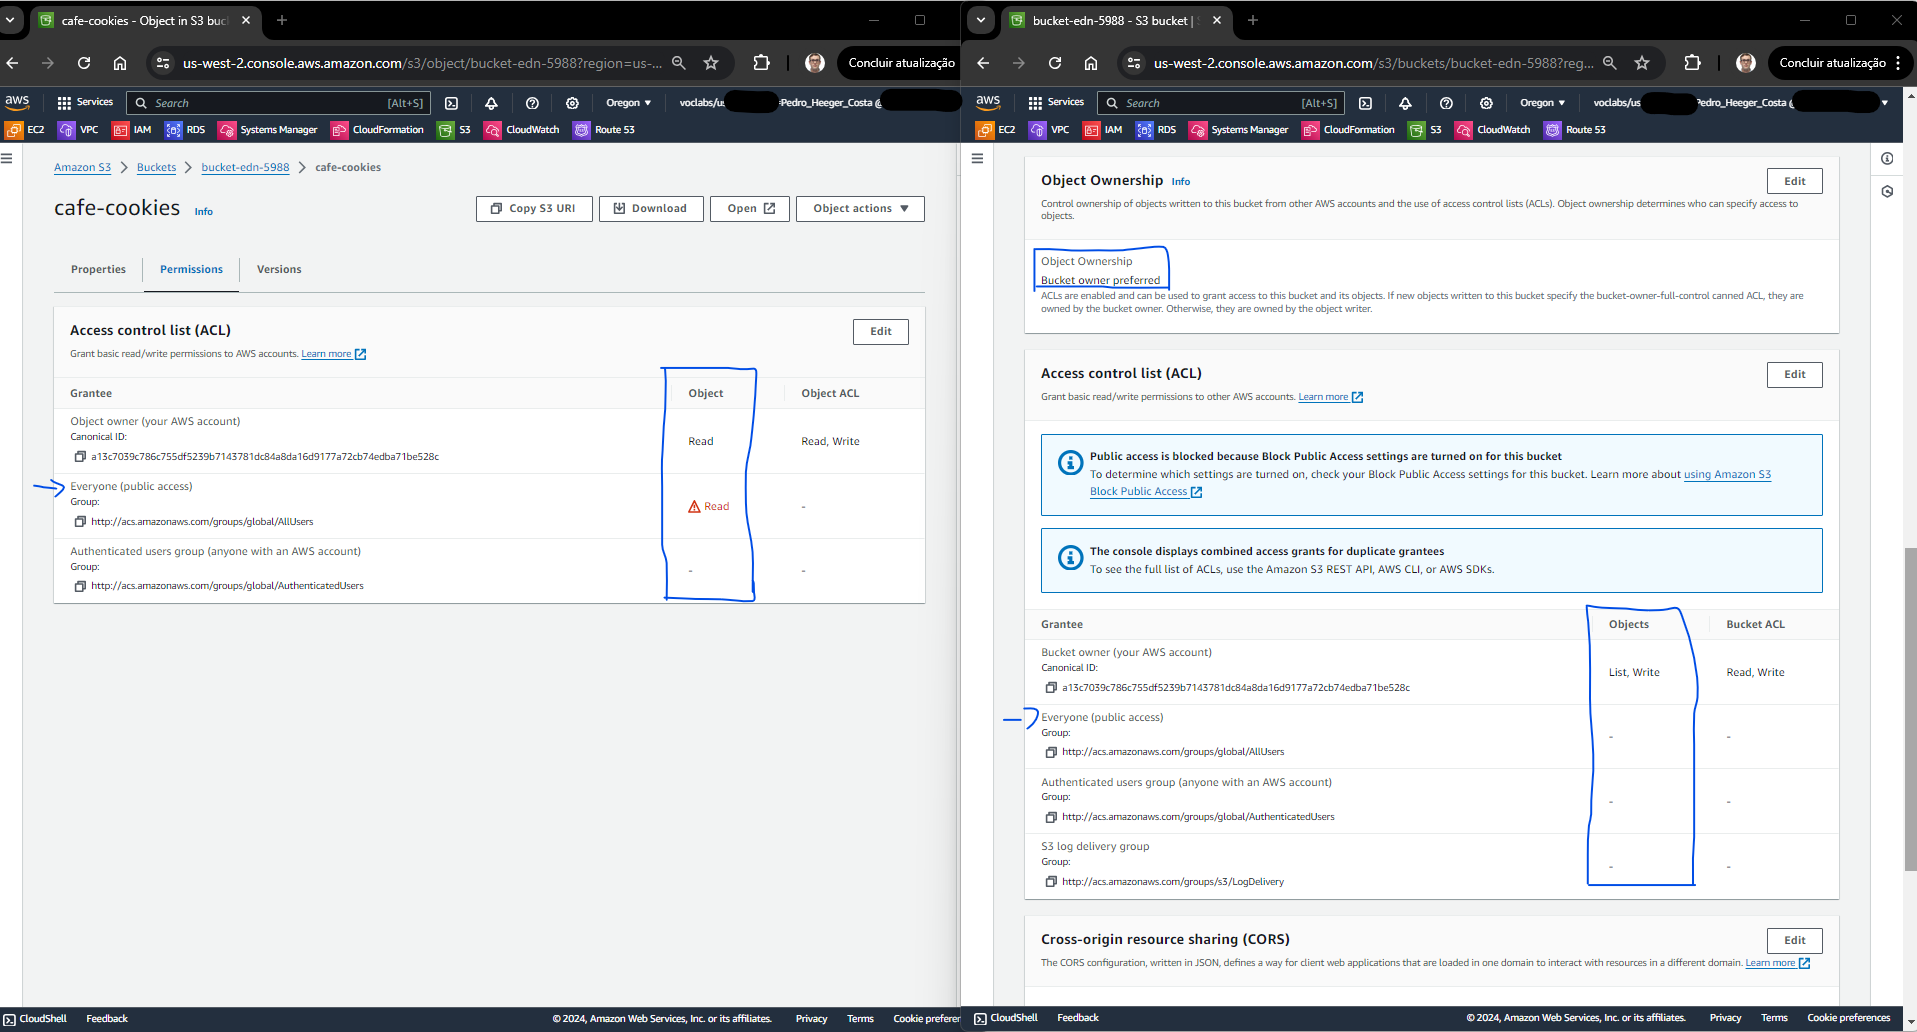 cafe-cookies - Object in S3 buc
us-west-2.console.aws.amazon.com/s3/object/bucket-edn-5988?region=us-...
Concluir atualização
aws
Services
Search
[Alt+S]
Oregon
voclabs/us
=Pedro_Heeger_Costa @
EC2
VPC
IAM
RDS
Systems Manager
CloudFormation
S3
CloudWatch
Route 53
Amazon S3
Buckets
bucket-edn-5988
cafe-cookies
cafe-cookies
Info
Copy S3 URI
Download
Open
Object actions
Properties
Permissions
Versions
Access control list (ACL)
Edit
Grant basic read/write permissions to AWS accounts. Learn more
Grantee
Object
Object ACL
Object owner (your AWS account)
Canonical ID:
a13c7039c786c755df5239b7143781dc84a8da16d9177a72cb74edba71be528c
Read
Read, Write
Everyone (public access)
Group:
http://acs.amazonaws.com/groups/global/AllUsers
Read
-
Authenticated users group (anyone with an AWS account)
Group:
http://acs.amazonaws.com/groups/global/AuthenticatedUsers
-
-
CloudShell
Feedback
© 2024, Amazon Web Services, Inc. or its affiliates.
Privacy
Terms
Cookie preferer
bucket-edn-5988 - S3 bucket | S
us-west-2.console.aws.amazon.com/s3/buckets/bucket-edn-5988?reg...
Concluir atualização
aws
Services
Search
[Alt+S]
Oregon
voclabs/us
Pedro_Heeger_Costa @
EC2
VPC
IAM
RDS
Systems Manager
CloudFormation
S3
CloudWatch
Route 53
Object Ownership
Info
Edit
Control ownership of objects written to this bucket from other AWS accounts and the use of access control lists (ACLs). Object ownership determines who can specify access to
objects.
Object Ownership
Bucket owner preferred
ACLs are enabled and can be used to grant access to this bucket and its objects. If new objects written to this bucket specify the bucket-owner-full-control canned ACL, they are
owned by the bucket owner. Otherwise, they are owned by the object writer.
Access control list (ACL)
Edit
Grant basic read/write permissions to other AWS accounts. Learn more
Public access is blocked because Block Public Access settings are turned on for this bucket
To determine which settings are turned on, check your Block Public Access settings for this bucket. Learn more about using Amazon S3
Block Public Access
The console displays combined access grants for duplicate grantees
To see the full list of ACLs, use the Amazon S3 REST API, AWS CLI, or AWS SDKs.
Grantee
Objects
Bucket ACL
Bucket owner (your AWS account)
Canonical ID:
a13c7039c786c755df5239b7143781dc84a8da16d9177a72cb74edba71be528c
List, Write
Read, Write
Everyone (public access)
Group:
http://acs.amazonaws.com/groups/global/AllUsers
-
-
Authenticated users group (anyone with an AWS account)
Group:
http://acs.amazonaws.com/groups/global/AuthenticatedUsers
-
-
S3 log delivery group
Group:
http://acs.amazonaws.com/groups/s3/LogDelivery
-
-
Cross-origin resource sharing (CORS)
Edit
The CORS configuration, written in JSON, defines a way for client web applications that are loaded in one domain to interact with resources in a different domain. Learn more
CloudShell
Feedback
© 2024, Amazon Web Services, Inc. or its affiliates.
Privacy
Terms
Cookie preferences